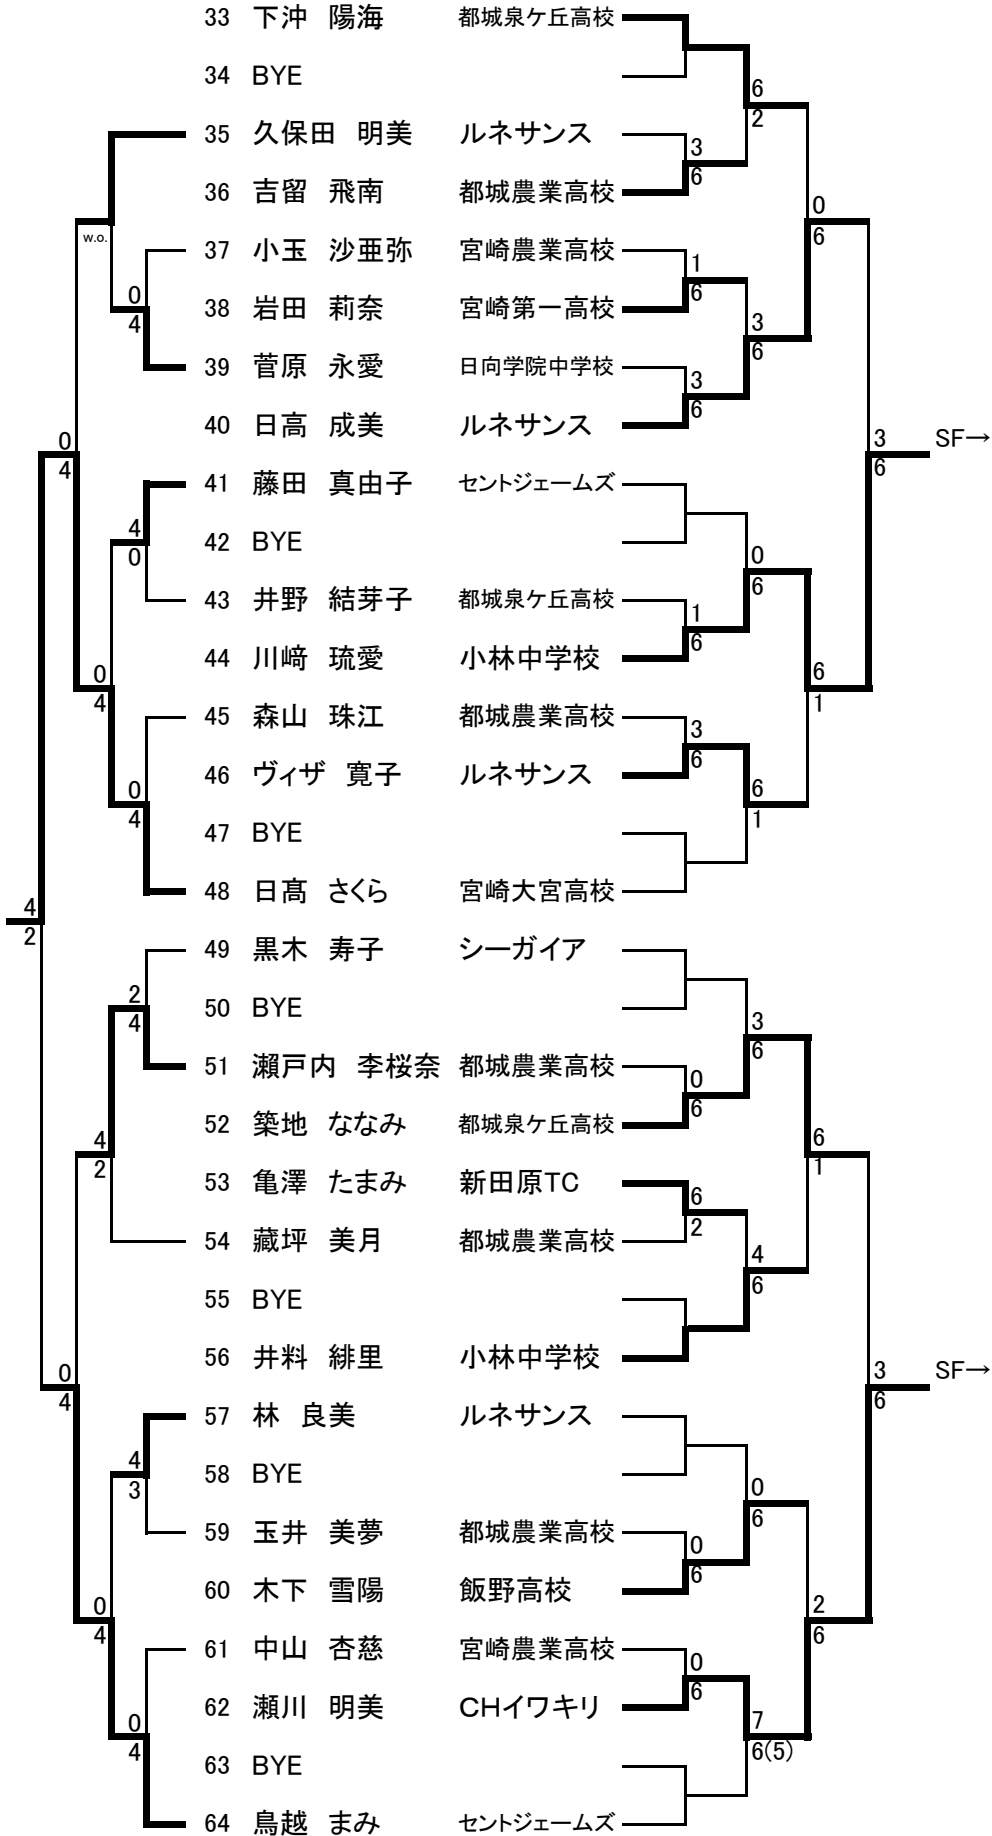 33 下沖 陽海 都城泉ケ丘高校
34 BYE
6
2
35 久保田 明美 ルネサンス
3
6
36 吉留 飛南 都城農業高校
w.o.
0
6
37 小玉 沙亜弥 宮崎農業高校
1
6
0
4
38 岩田 莉奈 宮崎第一高校
3
6
39 菅原 永愛 日向学院中学校
3
6
40 日高 成美 ルネサンス
0
4
3
6
SF→
41 藤田 真由子 セントジェームズ
4
0
42 BYE
0
6
43 井野 結芽子 都城泉ケ丘高校
1
6
44 川﨑 琉愛 小林中学校
0
4
6
1
45 森山 珠江 都城農業高校
3
6
46 ヴィザ 寛子 ルネサンス
0
4
6
1
47 BYE
48 日髙 さくら 宮崎大宮高校
4
2
49 黒木 寿子 シーガイア
2
4
50 BYE
3
6
51 瀬戸内 李桜奈 都城農業高校
0
6
52 築地 ななみ 都城泉ケ丘高校
4
2
6
1
53 亀澤 たまみ 新田原TC
6
2
54 藏坪 美月 都城農業高校
4
6
55 BYE
56 井料 緋里 小林中学校
0
4
3
6
SF→
57 林 良美 ルネサンス
4
3
58 BYE
0
6
59 玉井 美夢 都城農業高校
0
6
60 木下 雪陽 飯野高校
0
4
2
6
61 中山 杏慈 宮崎農業高校
0
6
62 瀬川 明美 CHイワキリ
0
4
7
6(5)
63 BYE
64 鳥越 まみ セントジェームズ